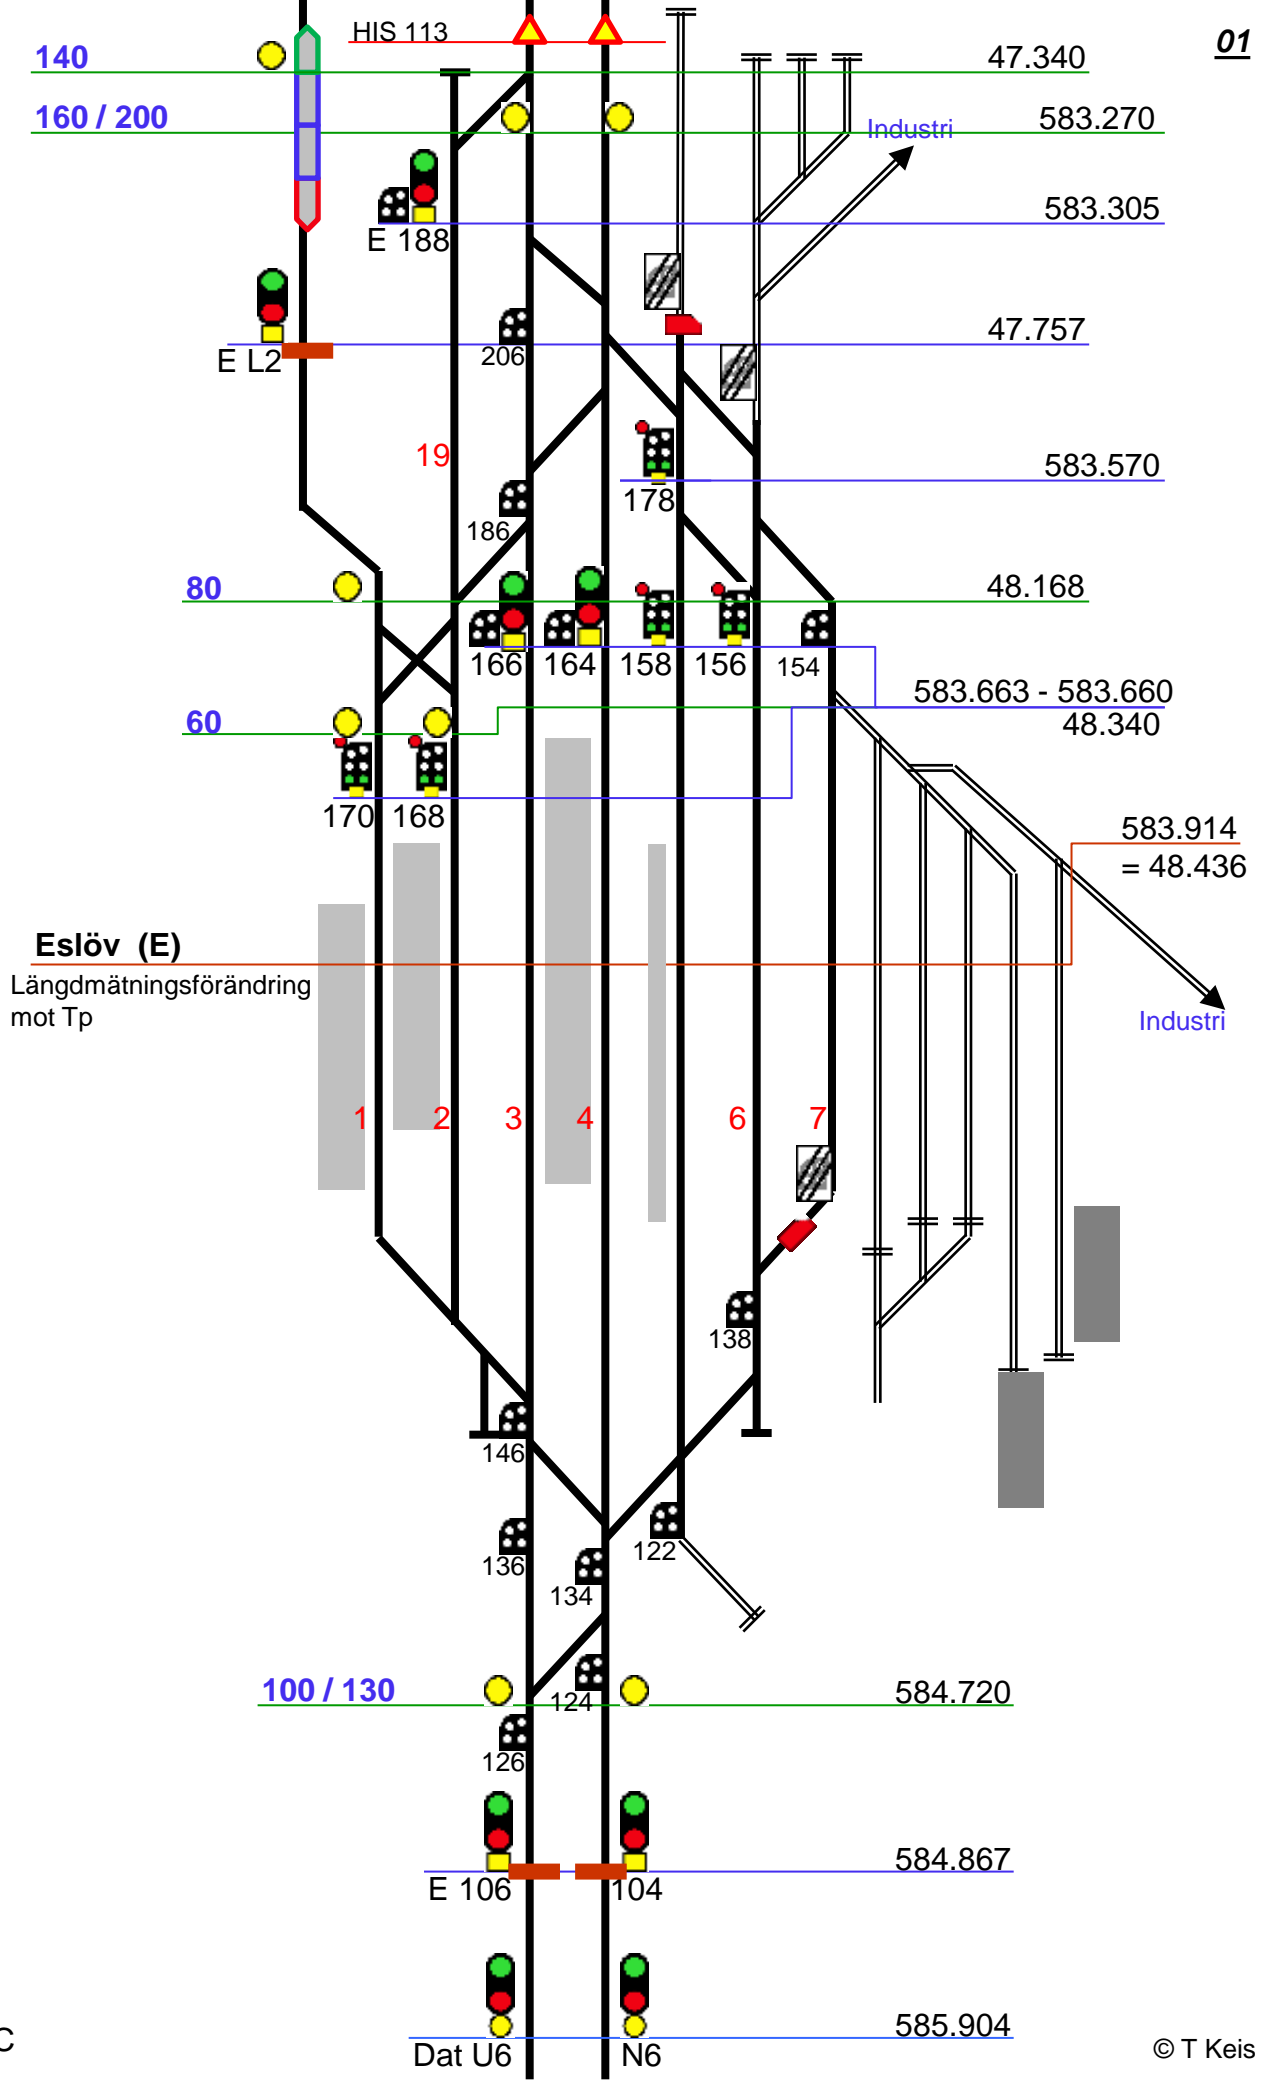 HIS 113
01
140
47.340
160 / 200
583.270
Industri
583.305
E 188
47.757
E L2
206
19
583.570
178
186
80
48.168
166 164 158 156 154
583.663 - 583.660
60
48.340
170 168
583.914
= 48.436
Eslöv (E)
Längdmätningsförändring
mot Tp
Industri
1 2 3 4 6 7
138
146
122
136
134
100 / 130
584.720
124
126
584.867
E 106
104
585.904
C
Dat U6
N6
© T Keis